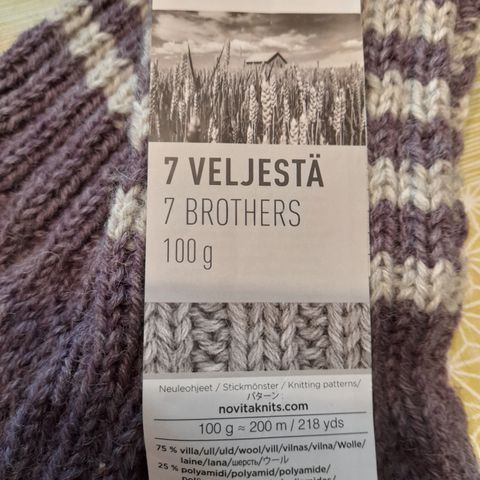 7 VELJESTÄ
7 BROTHERS
100 g
Neuleohjeet / Stickmönster / Knitting patterns/
パターン:
novitaknits.com
100 g ≈ 200 m / 218 yds
75 % villa/ull/uld/wool/vill/vilnas/vilna/Wolle/
laine/lana/шерсть/ウール
25 % polyamidi/polyamid/polyamide/